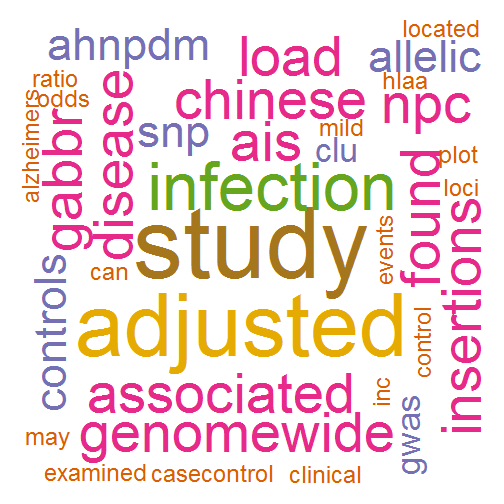 located
ahnpdm
load
allelic
ratio
hlaa
odds
chinese
npc
alzheimers
gabbr
disease
snp
ais
mild
clu
plot
infection
found
loci
insertions
study
events
can
controls
adjusted
control
associated
inc
gwas
may
genomewide
examined
casecontrol
clinical